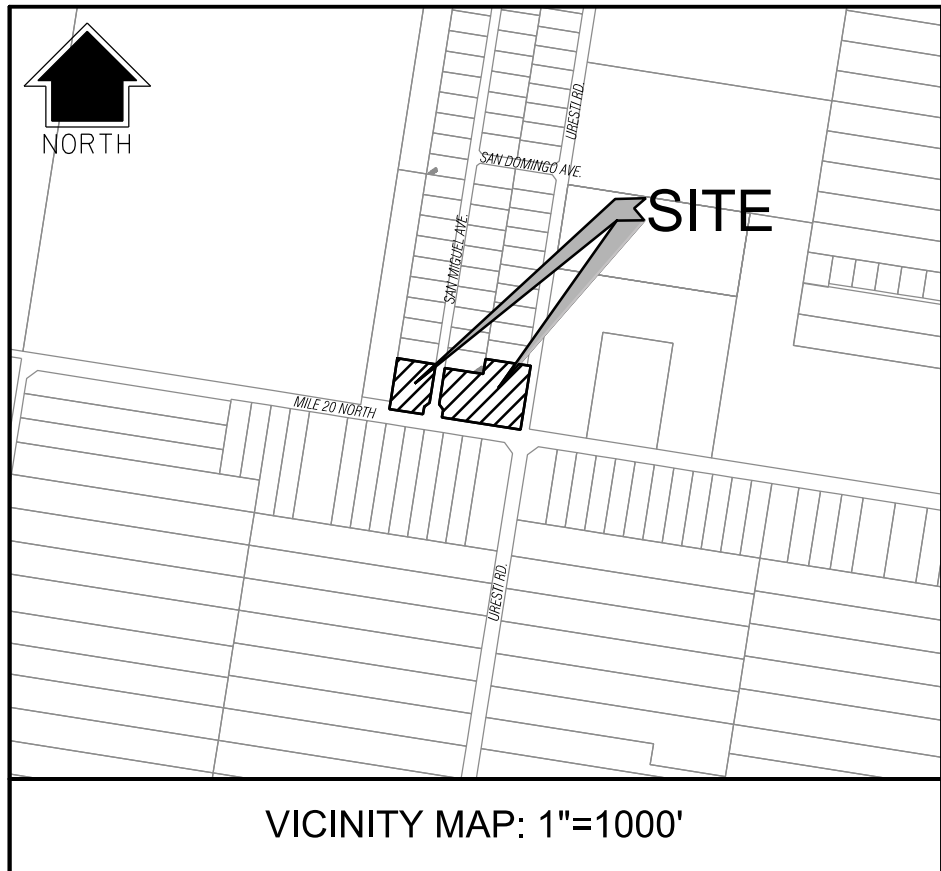 NORTH
URESTI RD.
SAN DOMINGO AVE.
SITE
SAN MIGUEL AVE.
MILE 20 NORTH
URESTI RD.
VICINITY MAP: 1"=1000'